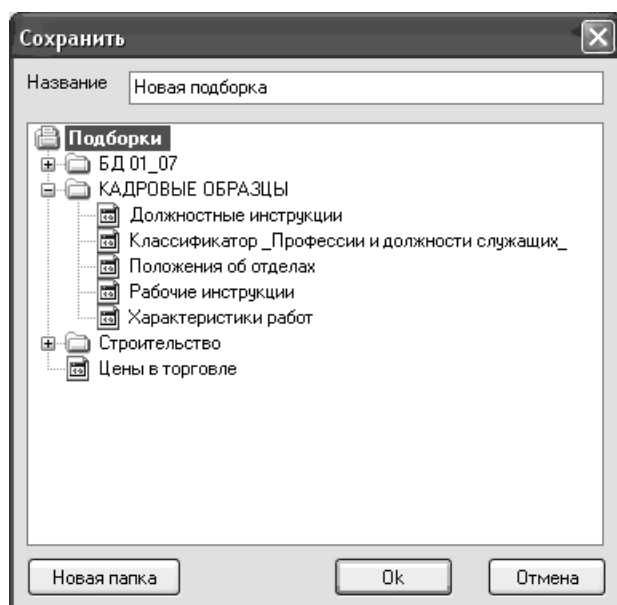 Сохранить
Название Новая подборка
Подборки
БД 01_07
КАДРОВЫЕ ОБРАЗЦЫ
Должностные инструкции
Классификатор _Профессии и должности служащих_
Положения об отделах
Рабочие инструкции
Характеристики работ
Строительство
Цены в торговле
Новая папка Ok Отмена